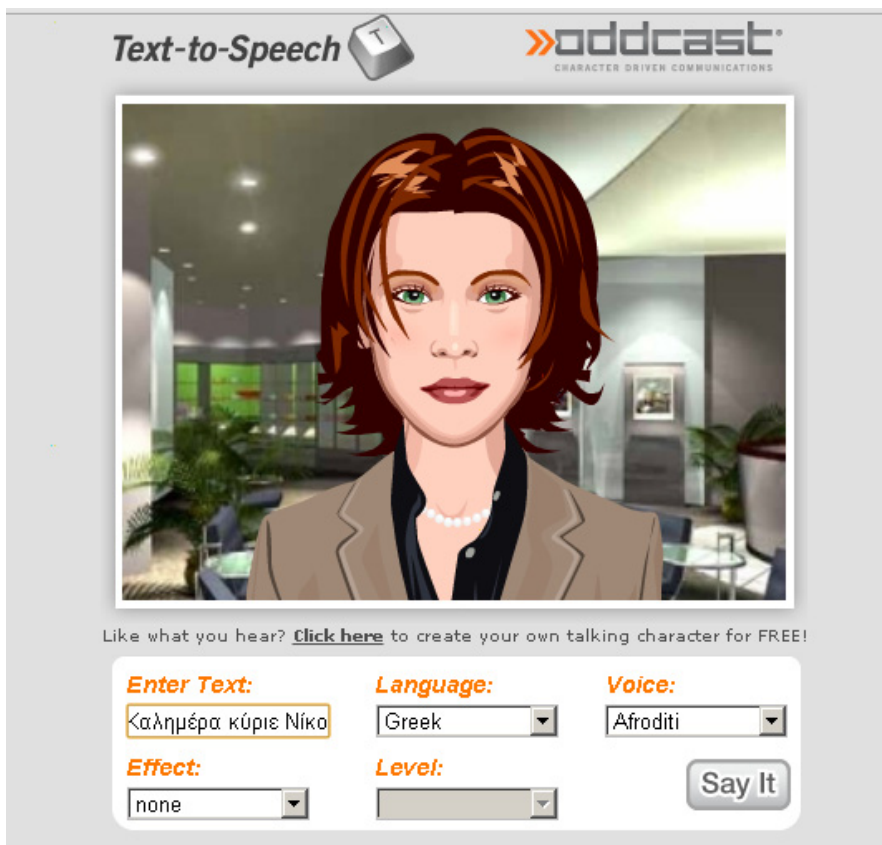 Text-to-Speech T
»oddcast
CHARACTER DRIVEN COMMUNICATIONS
Like what you hear? Click here to create your own talking character for FREE!
Enter Text: Language: Voice:
Καλημέρα κύριε Νίκο Greek Afroditi
Effect: Level:
none Say It